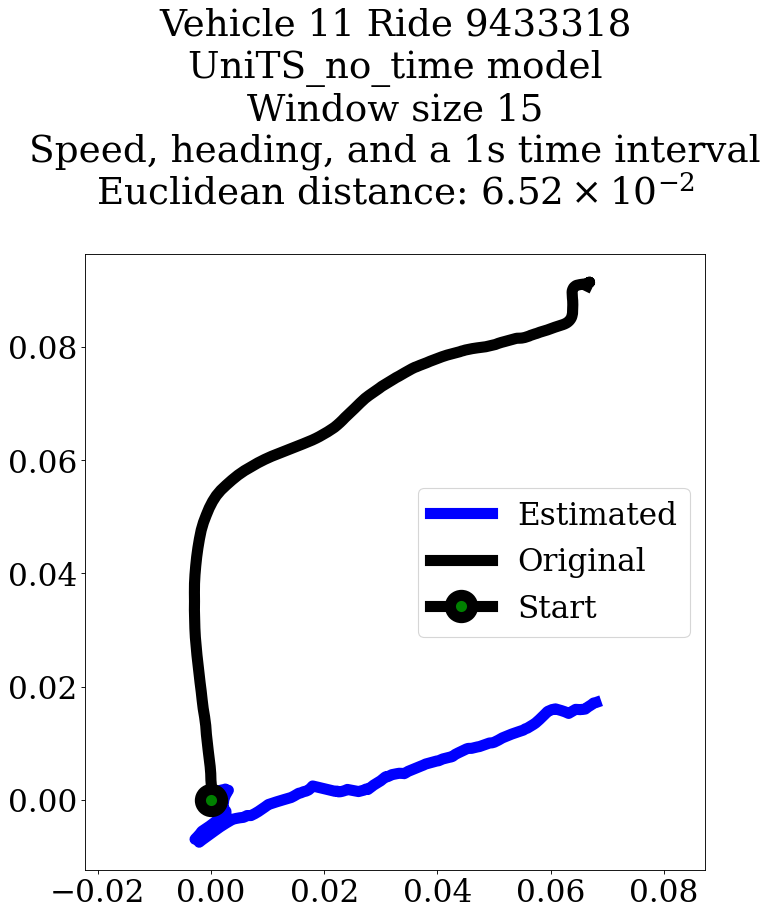 Vehicle 11 Ride 9433318
UniTS_no_time model
Window size 15
Speed, heading, and a 1s time interval
Euclidean distance: 6.52 × 10⁻²
0.08
0.06
0.04
0.02
0.00
Estimated
Original
Start
−0.02 0.00 0.02 0.04 0.06 0.08